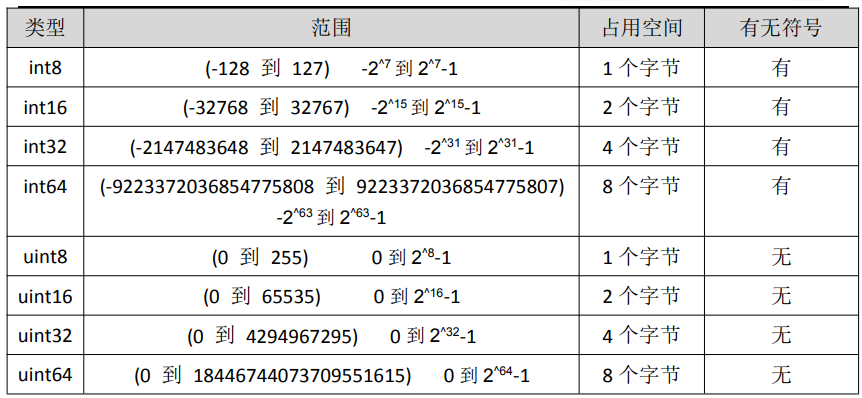 类型 范围 占用空间 有无符号
int8 (-128 到 127) -2^7 到 2^7-1 1 个字节 有
int16 (-32768 到 32767) -2^15 到 2^15-1 2 个字节 有
int32 (-2147483648 到 2147483647) -2^31 到 2^31-1 4 个字节 有
int64 (-9223372036854775808 到 9223372036854775807) 8 个字节 有
-2^63 到 2^63-1
uint8 (0 到 255) 0 到 2^8-1 1 个字节 无
uint16 (0 到 65535) 0 到 2^16-1 2 个字节 无
uint32 (0 到 4294967295) 0 到 2^32-1 4 个字节 无
uint64 (0 到 18446744073709551615) 0 到 2^64-1 8 个字节 无